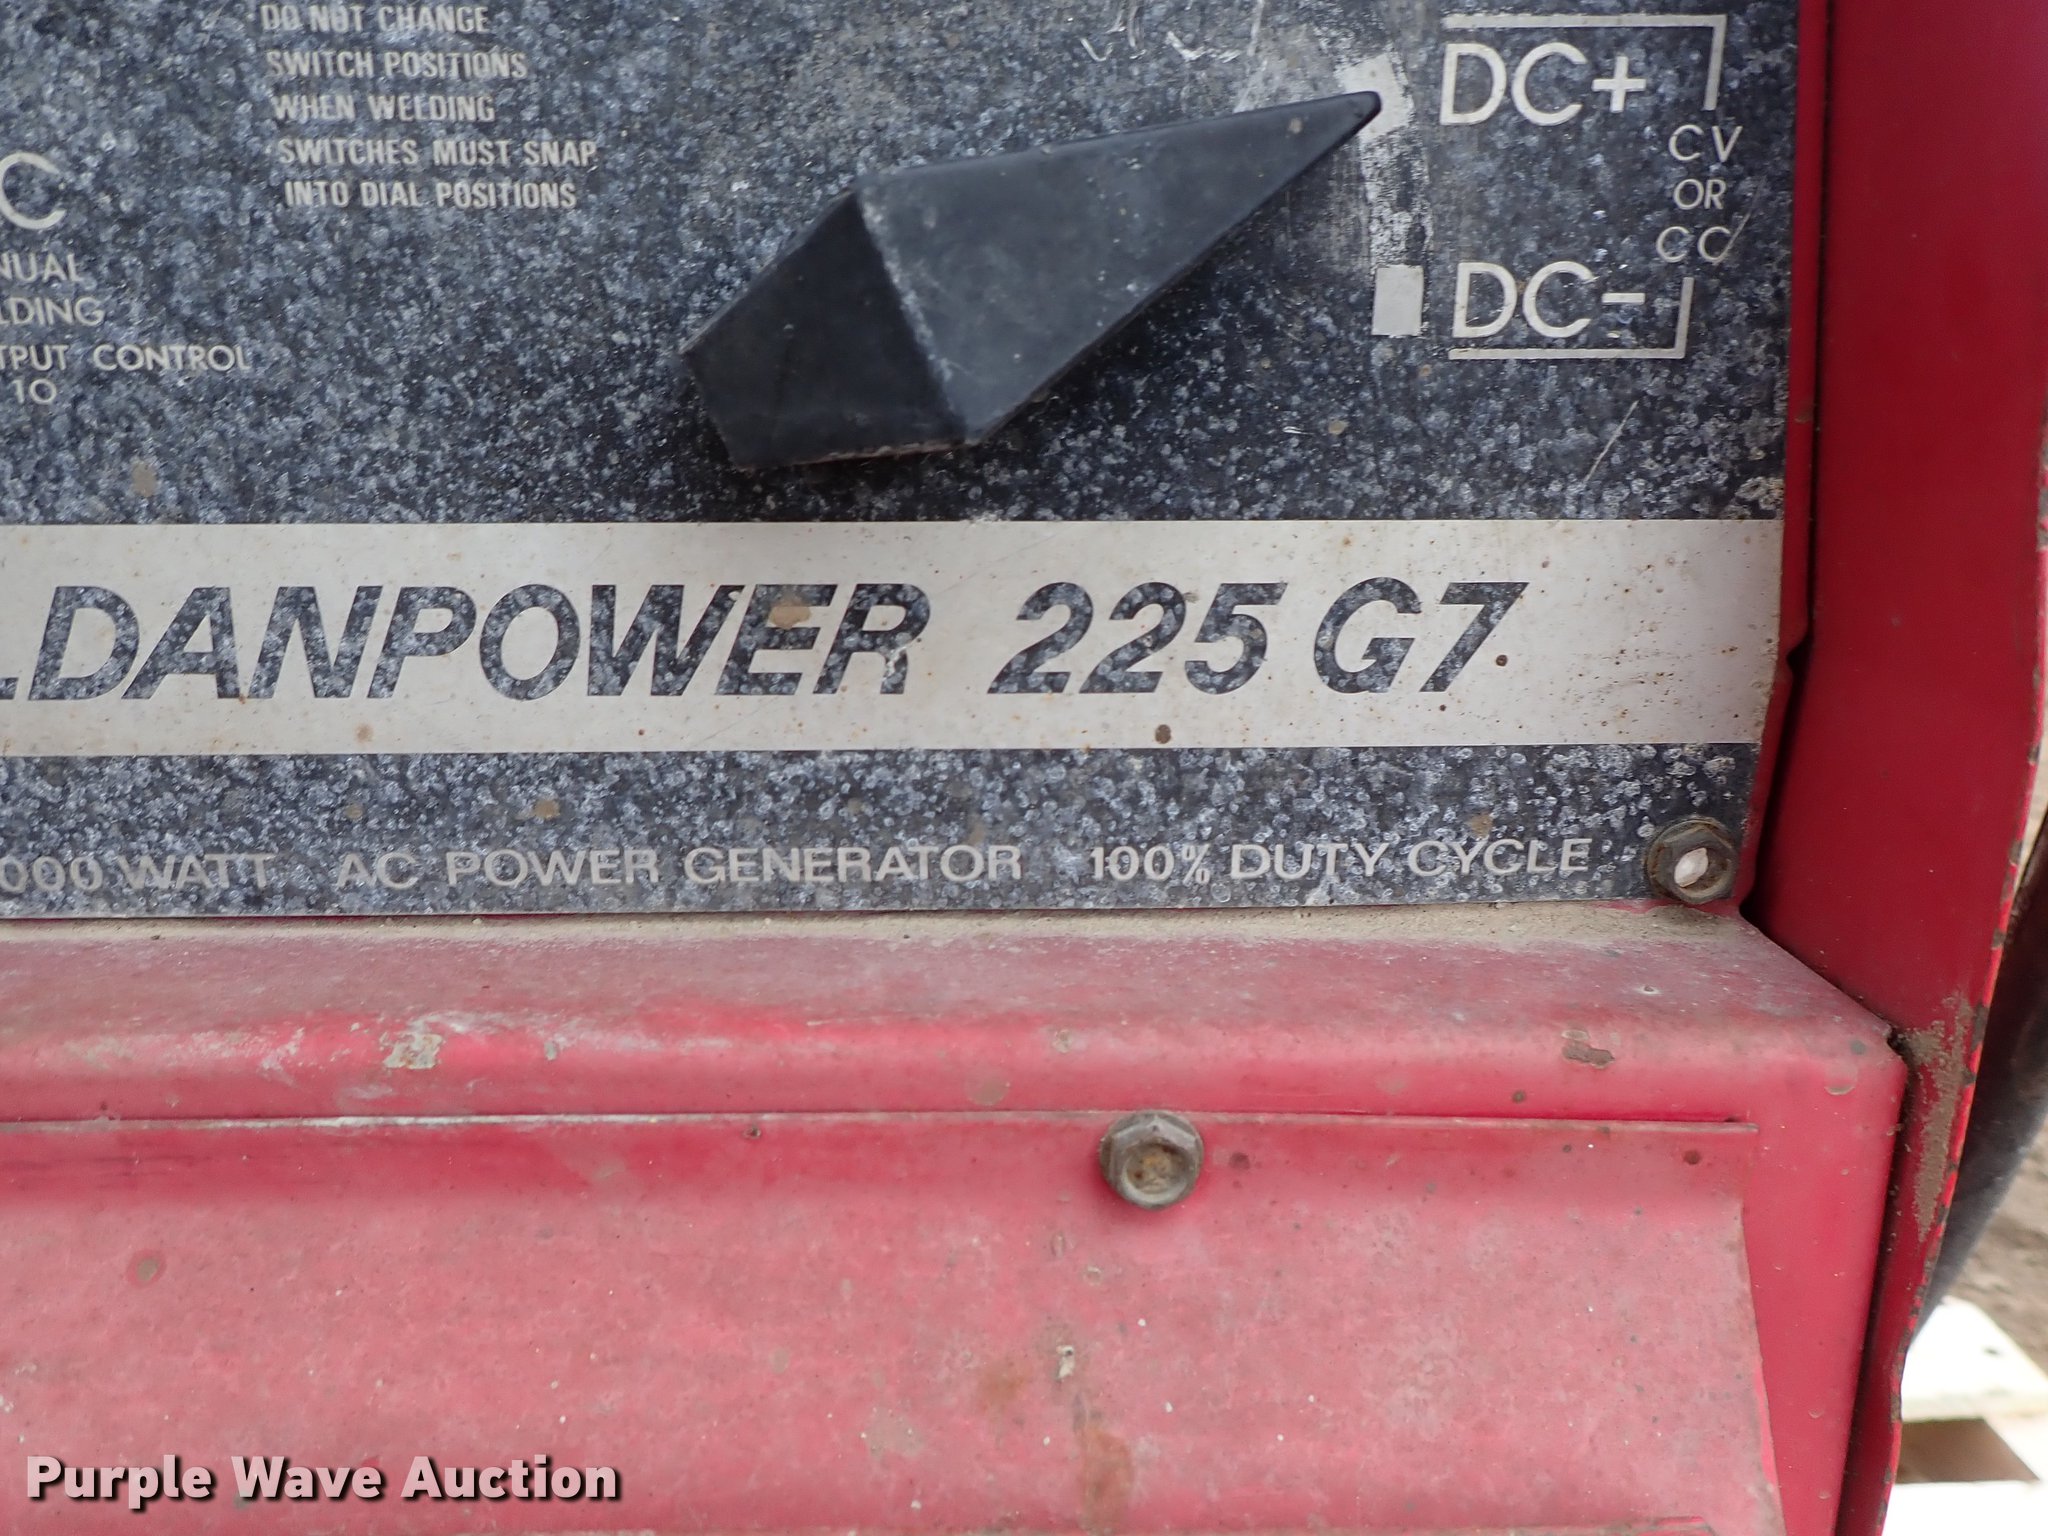 · DO NOT CHANGE
SWITCH POSITIONS
WHEN WELDING
· SWITCHES MUST SNAP
INTO DIAL POSITIONS
C
NUAL
LDING
TPUT CONTROL
10
DC+
CV
OR
CC
DC-
LDANPOWER 225 G7
000 WATT AC POWER GENERATOR 100% DUTY CYCLE
Purple Wave Auction